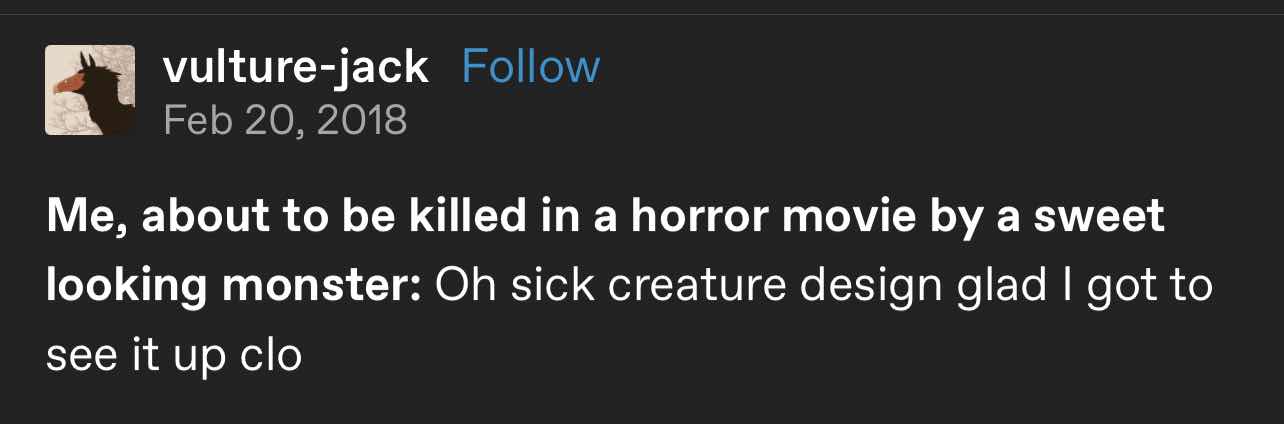 vulture-jack Follow
Feb 20, 2018
Me, about to be killed in a horror movie by a sweet
looking monster: Oh sick creature design glad I got to
see it up clo